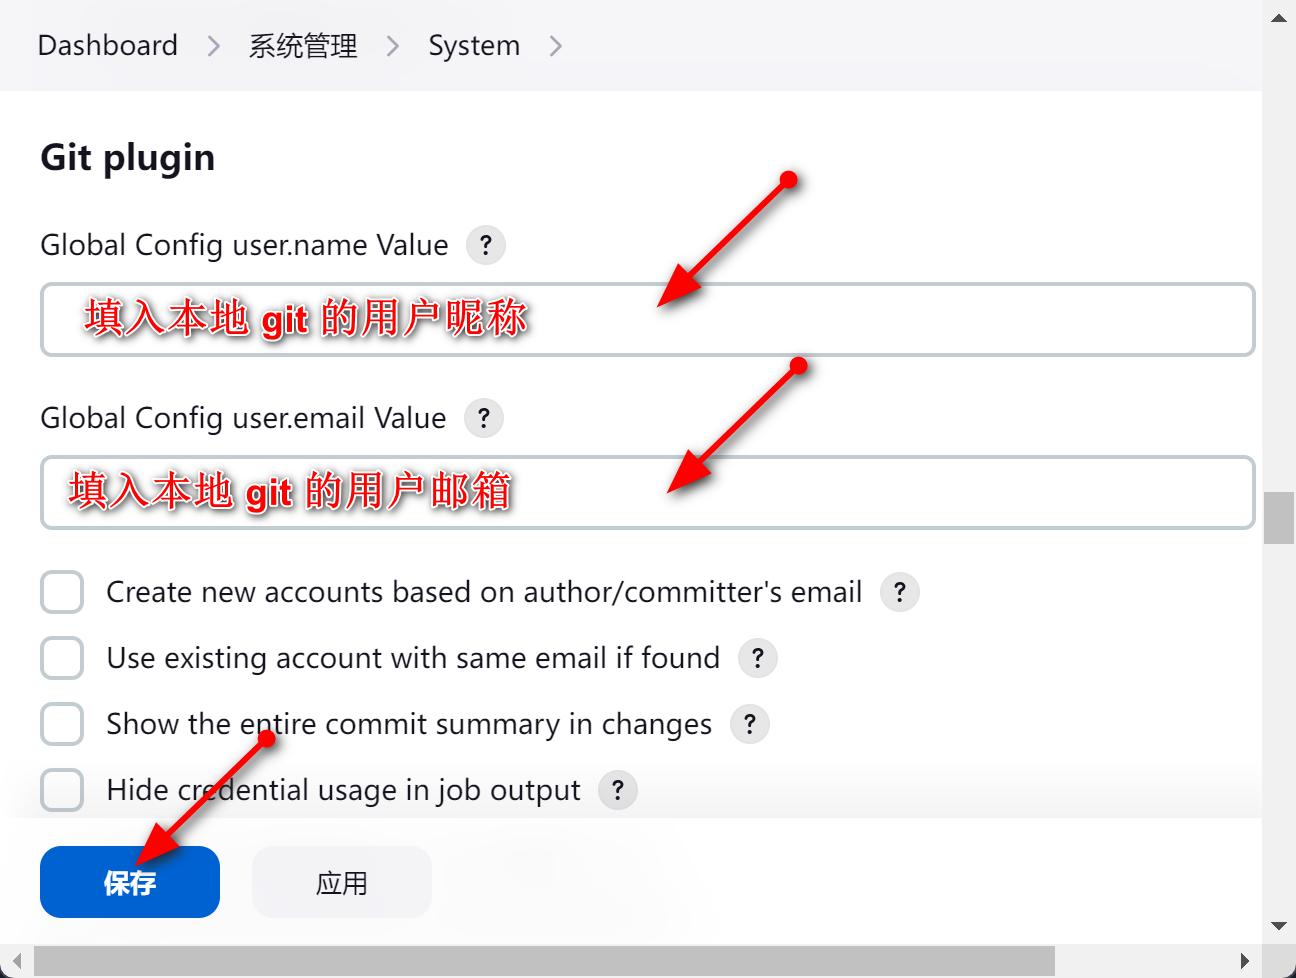 Dashboard > 系统管理 > System >
Git plugin
Global Config user.name Value ?
填入本地 git 的用户昵称
Global Config user.email Value ?
填入本地 git 的用户邮箱
Create new accounts based on author/committer's email ?
Use existing account with same email if found ?
Show the entire commit summary in changes ?
Hide credential usage in job output ?
保存 应用